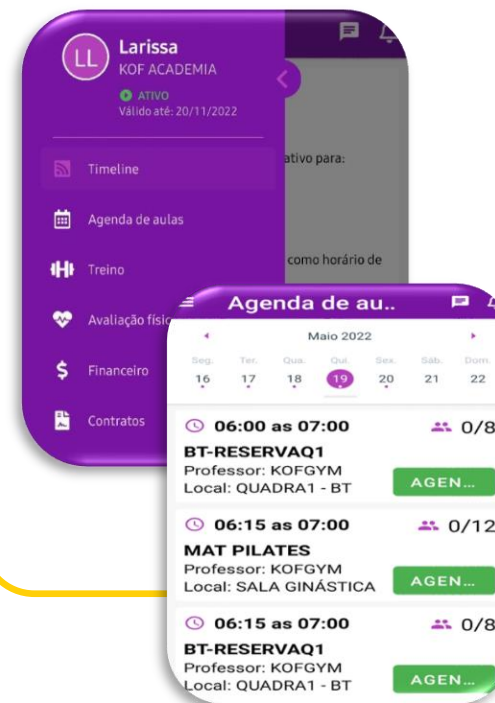 LL
Larissa
KOF ACADEMIA
ATIVO
Válido até: 20/11/2022
Timeline
Agenda de aulas
Treino
Avaliação físic
Financeiro
Contratos
ativo para:
como horário de
Agenda de au..
Maio 2022
Seg. Ter. Qua. Qui. Sex. Sáb. Dom.
16 17 18 19 20 21 22
06:00 as 07:00 0/8
BT-RESERVAQ1
Professor: KOFGYM
Local: QUADRA1 - BT AGEN...
06:15 as 07:00 0/12
MAT PILATES
Professor: KOFGYM
Local: SALA GINÁSTICA AGEN...
06:15 as 07:00 0/8
BT-RESERVAQ1
Professor: KOFGYM
Local: QUADRA1 - BT AGEN...